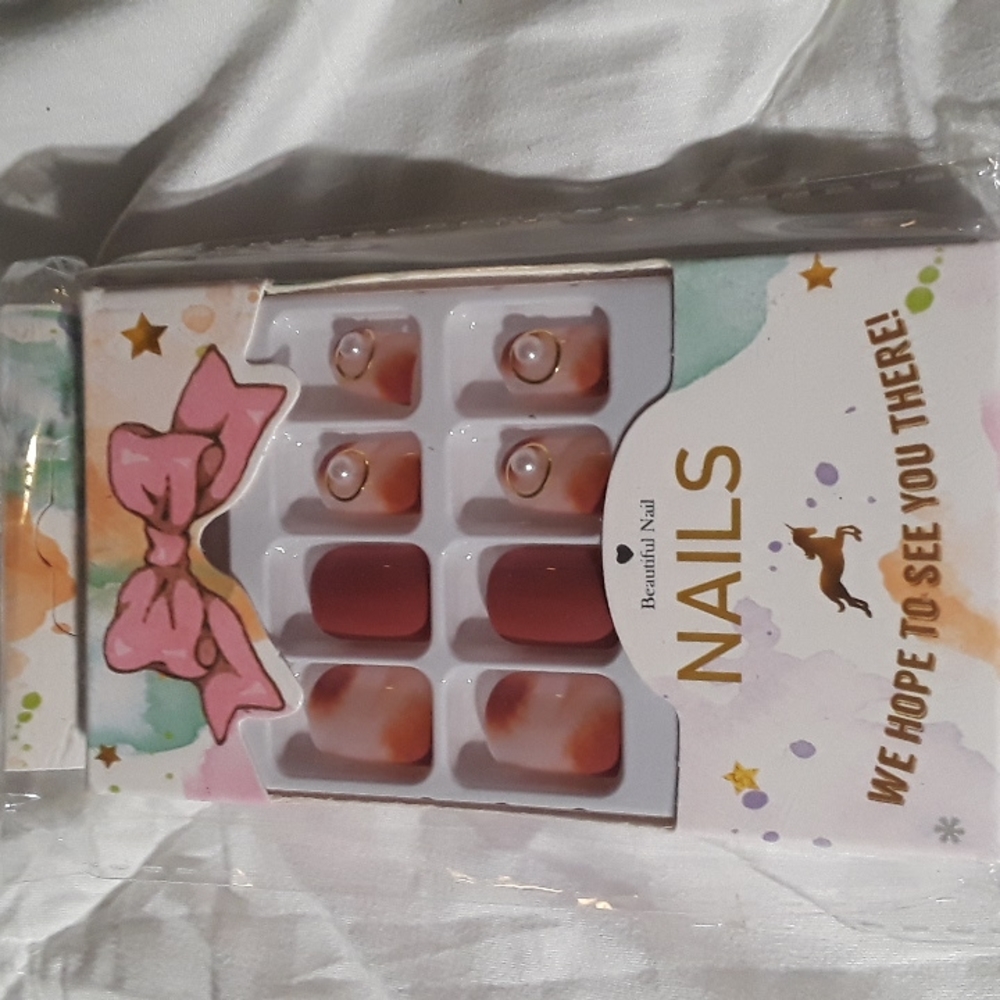 Beautiful Nail
NAILS
WE HOPE TO SEE YOU THERE!